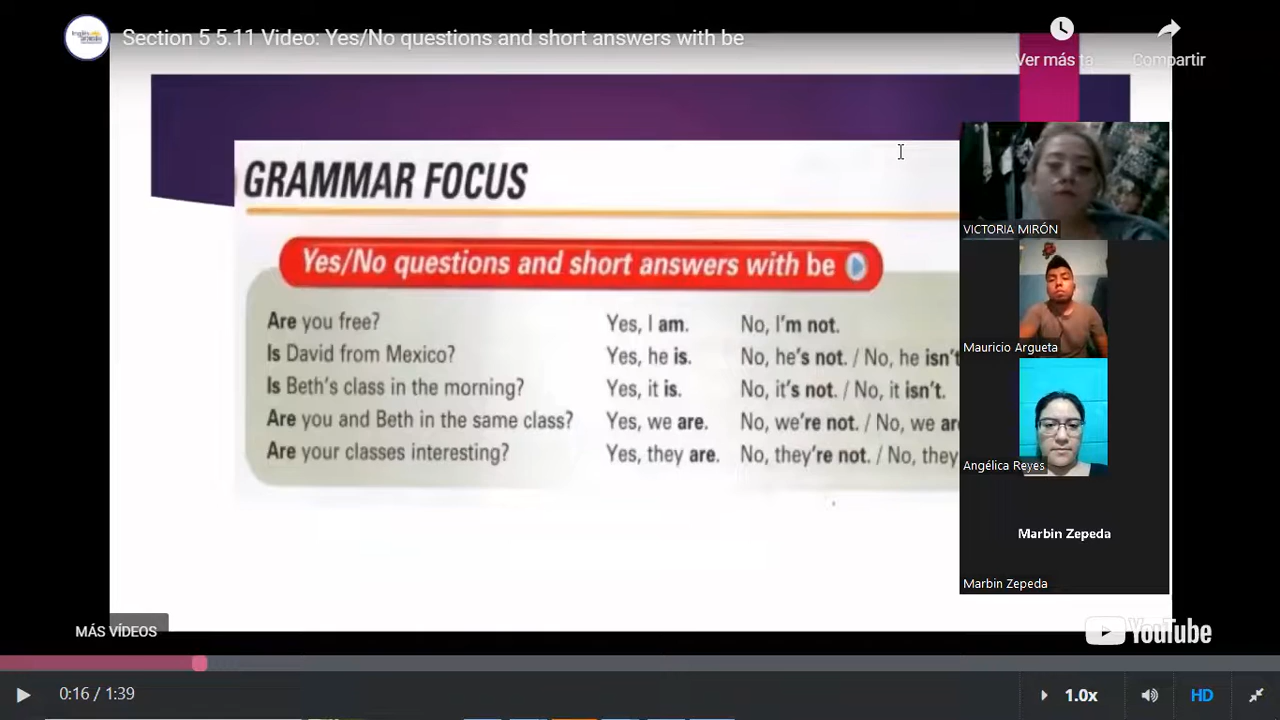 Section 5 5.11 Video: Yes/No questions and short answers with be
Ver más ta
Compartir
GRAMMAR FOCUS
Yes/No questions and short answers with be
Are you free? Yes, I am. No, I'm not.
Is David from Mexico? Yes, he is. No, he's not. / No, he isn't
Is Beth's class in the morning? Yes, it is. No, it's not. / No, it isn't.
Are you and Beth in the same class? Yes, we are. No, we're not. / No, we ar
Are your classes interesting? Yes, they are. No, they're not. / No, they
VICTORIA MIRÓN
Mauricio Argueta
Angélica Reyes
Marbin Zepeda
Marbin Zepeda
MÁS VÍDEOS
YouTube
0:16 / 1:39
1.0x
HD